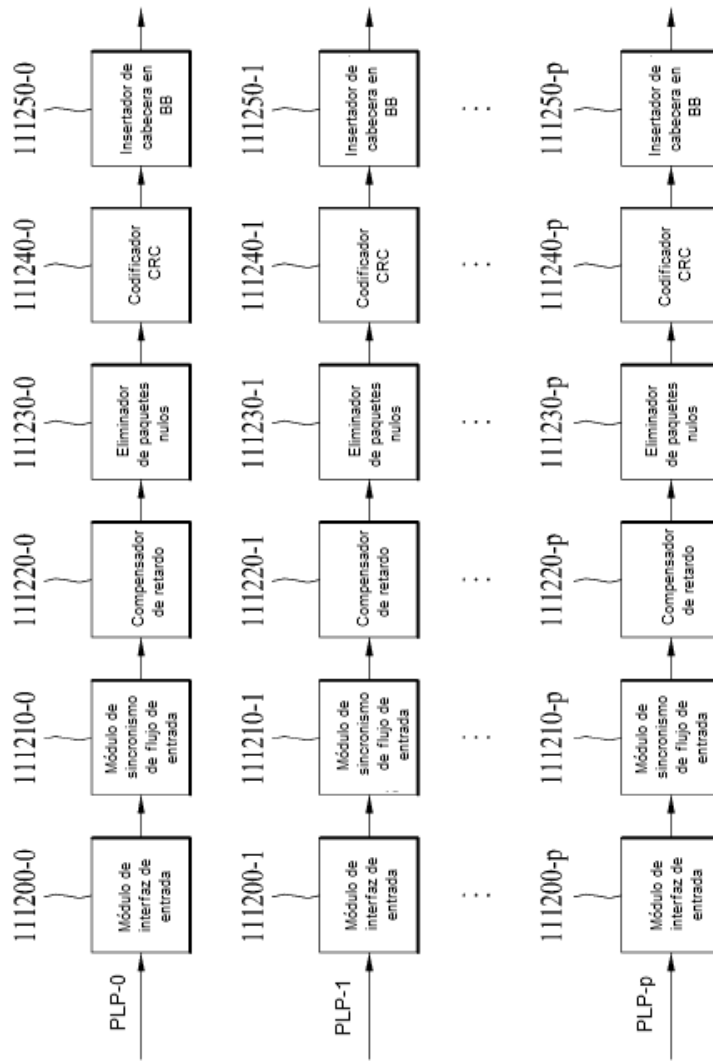 PLP-0
111200-0
Módulo de
interfaz de
entrada
111210-0
Módulo de
sincronismo
de flujo de
entrada
111220-0
Compensador
de retardo
111230-0
Eliminador
de paquetes
nulos
111240-0
Codificador
CRC
111250-0
Insertador de
cabecera en
BB
PLP-1
111200-1
Módulo de
interfaz de
entrada
111210-1
Módulo de
sincronismo
de flujo de
entrada
111220-1
Compensador
de retardo
111230-1
Eliminador
de paquetes
nulos
111240-1
Codificador
CRC
111250-1
Insertador de
cabecera en
BB
...
...
...
...
...
...
PLP-p
111200-p
Módulo de
interfaz de
entrada
111210-p
Módulo de
sincronismo
de flujo de
entrada
111220-p
Compensador
de retardo
111230-p
Eliminador
de paquetes
nulos
111240-p
Codificador
CRC
111250-p
Insertador de
cabecera en
BB